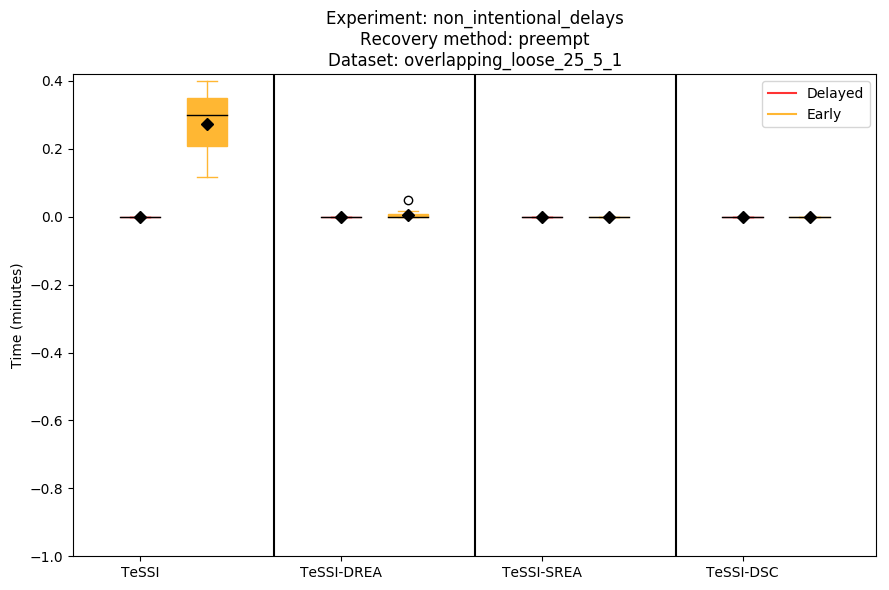 Experiment: non_intentional_delays
Recovery method: preempt
Dataset: overlapping_loose_25_5_1
Delayed
Early
Time (minutes)
0.4
0.2
0.0
−0.2
−0.4
−0.6
−0.8
−1.0
TeSSI
TeSSI-DREA
TeSSI-SREA
TeSSI-DSC